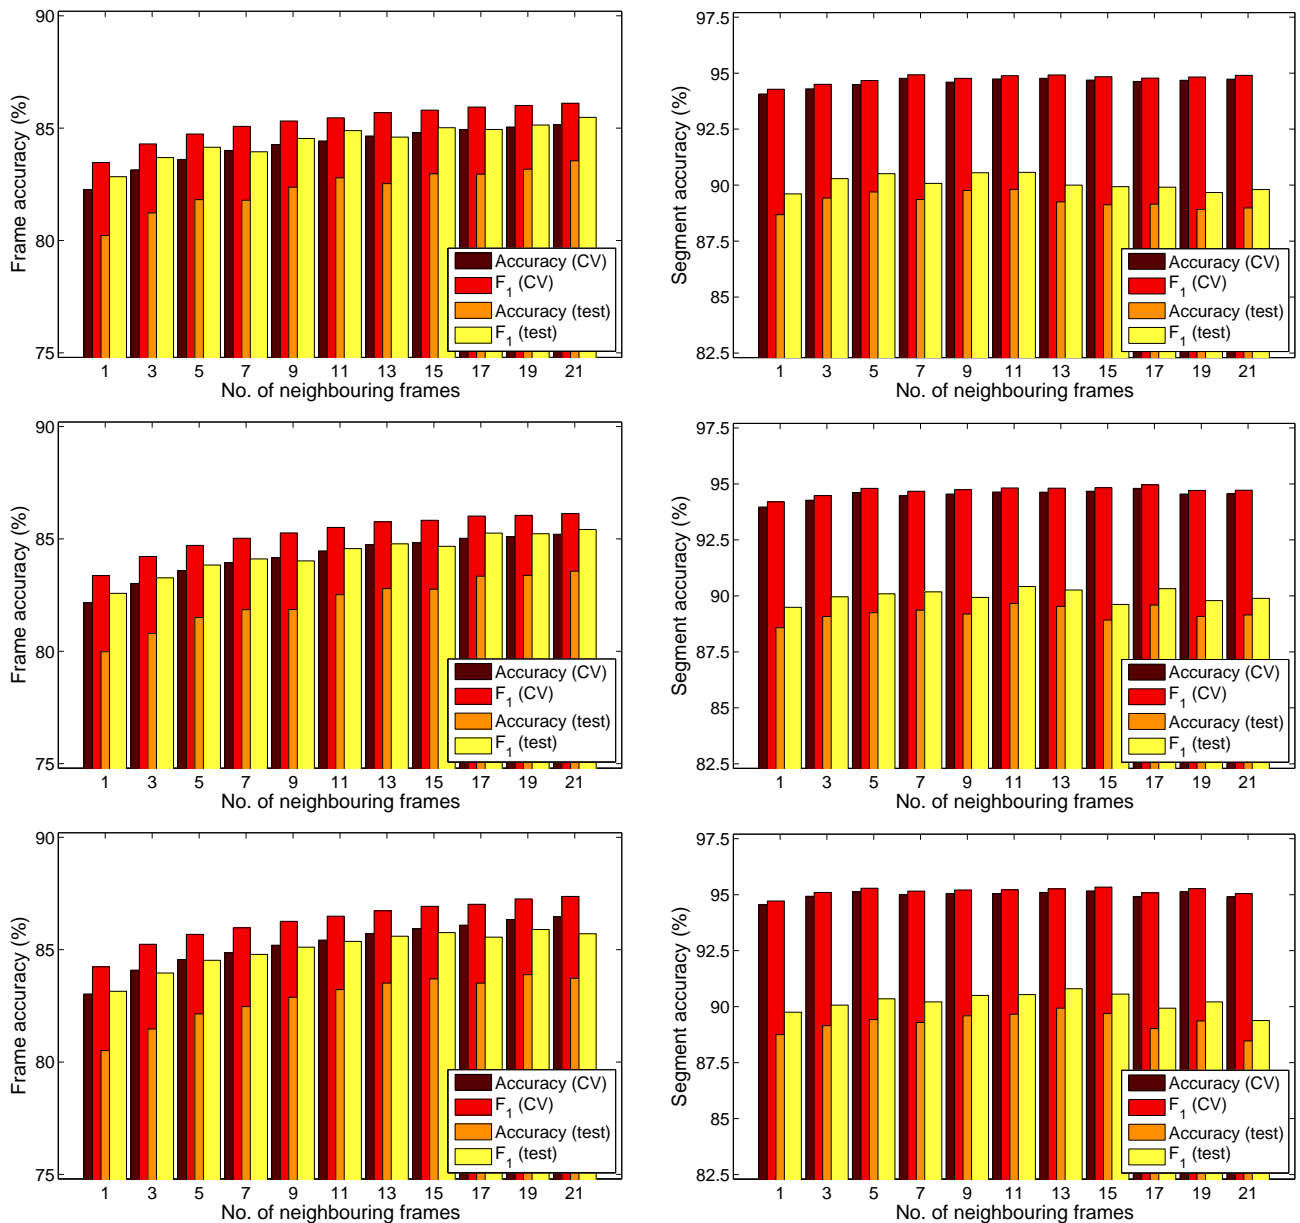 90
85
80
75
Frame accuracy (%)
1 3 5 7 9 11 13 15 17 19 21
No. of neighbouring frames
Accuracy (CV)
F1 (CV)
Accuracy (test)
F1 (test)
97.5
95
92.5
90
87.5
85
82.5
Segment accuracy (%)
1 3 5 7 9 11 13 15 17 19 21
No. of neighbouring frames
Accuracy (CV)
F1 (CV)
Accuracy (test)
F1 (test)
90
85
80
75
Frame accuracy (%)
1 3 5 7 9 11 13 15 17 19 21
No. of neighbouring frames
Accuracy (CV)
F1 (CV)
Accuracy (test)
F1 (test)
97.5
95
92.5
90
87.5
85
82.5
Segment accuracy (%)
1 3 5 7 9 11 13 15 17 19 21
No. of neighbouring frames
Accuracy (CV)
F1 (CV)
Accuracy (test)
F1 (test)
90
85
80
75
Frame accuracy (%)
1 3 5 7 9 11 13 15 17 19 21
No. of neighbouring frames
Accuracy (CV)
F1 (CV)
Accuracy (test)
F1 (test)
97.5
95
92.5
90
87.5
85
82.5
Segment accuracy (%)
1 3 5 7 9 11 13 15 17 19 21
No. of neighbouring frames
Accuracy (CV)
F1 (CV)
Accuracy (test)
F1 (test)